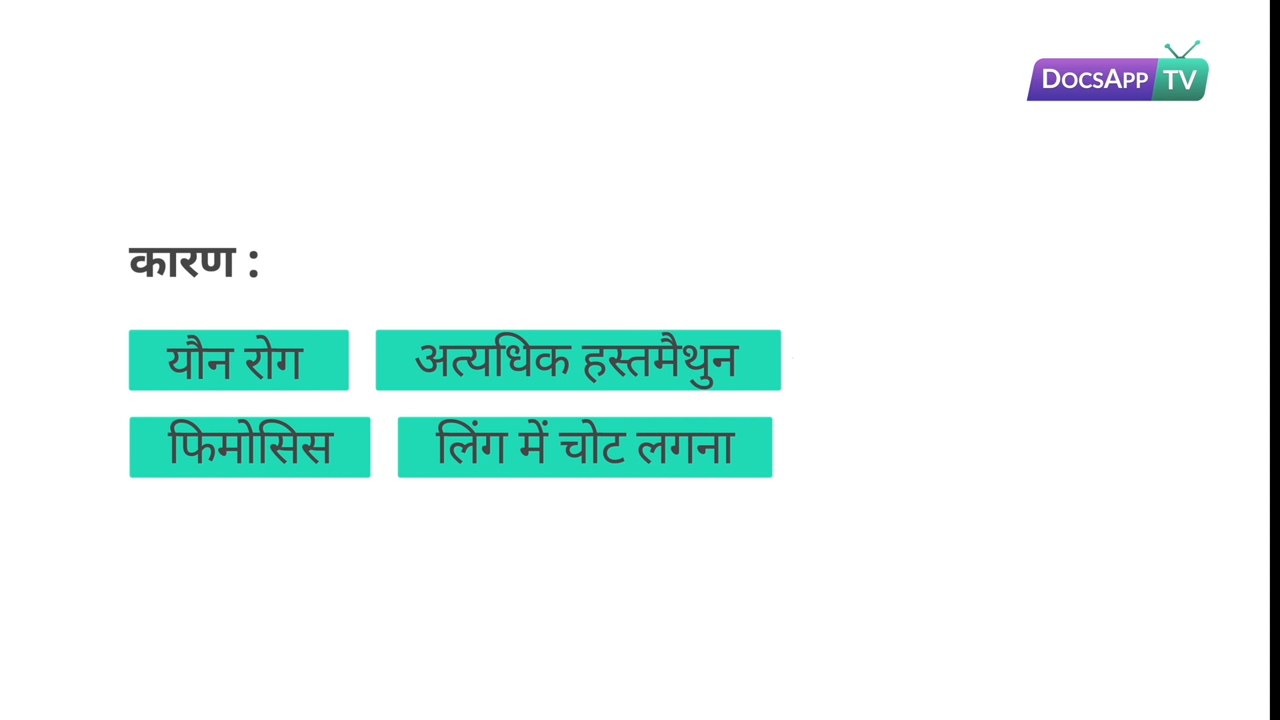 DOCSAPP TV
कारण :
यौन रोग अत्यधिक हस्तमैथुन
फिमोसिस लिंग में चोट लगना